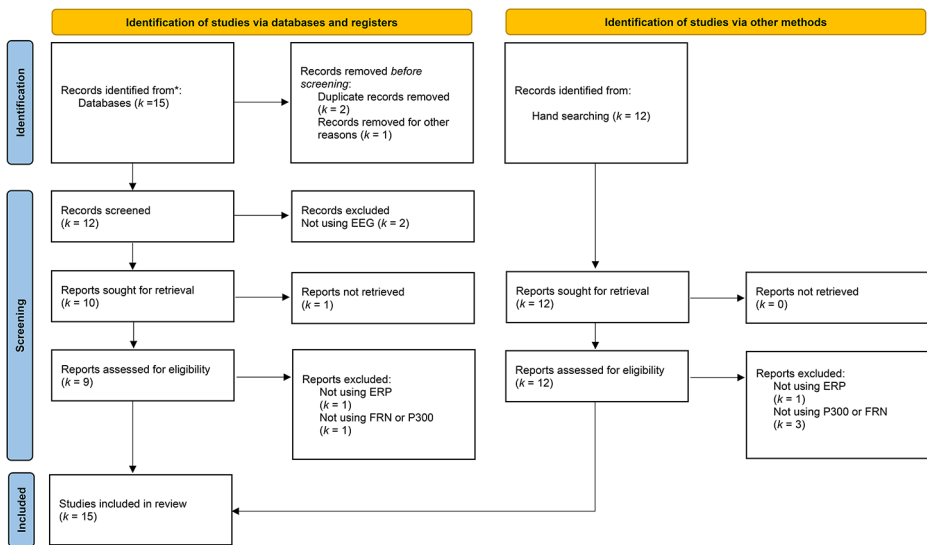 Identification of studies via databases and registers
Identification of studies via other methods
Identification
Records identified from*:
Databases (k =15)
Records removed before
screening:
Duplicate records removed
(k = 2)
Records removed for other
reasons (k = 1)
Records identified from:
Hand searching (k = 12)
Screening
Records screened
(k = 12)
Records excluded
Not using EEG (k = 2)
Reports sought for retrieval
(k = 10)
Reports not retrieved
(k = 1)
Reports sought for retrieval
(k = 12)
Reports not retrieved
(k = 0)
Reports assessed for eligibility
(k = 9)
Reports excluded:
Not using ERP
(k = 1)
Not using FRN or P300
(k = 1)
Reports assessed for eligibility
(k = 12)
Reports excluded:
Not using ERP
(k = 1)
Not using P300 or FRN
(k = 3)
Included
Studies included in review
(k = 15)